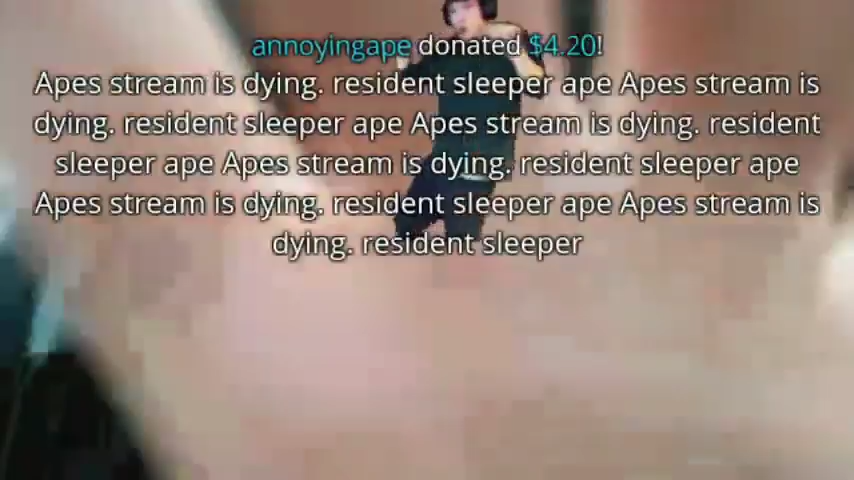 annoyingape donated $4.20!
Apes stream is dying. resident sleeper ape Apes stream is
dying. resident sleeper ape Apes stream is dying. resident
sleeper ape Apes stream is dying. resident sleeper ape
Apes stream is dying. resident sleeper ape Apes stream is
dying. resident sleeper